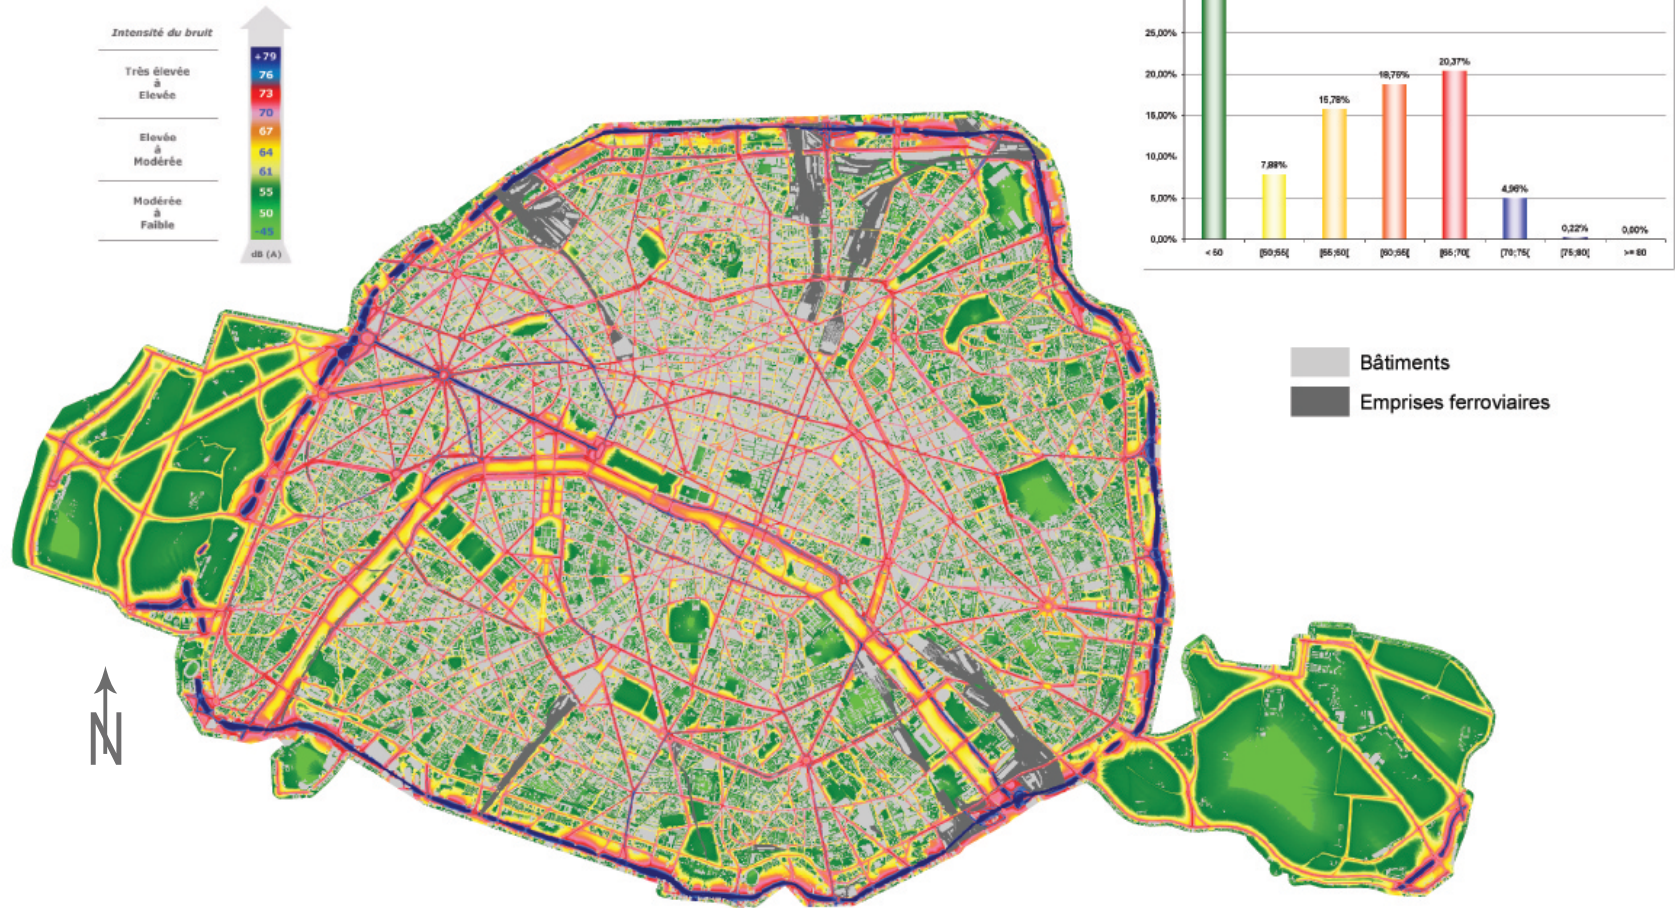 Intensité du bruit
Très élevée
à
Elevée
Elevée
à
Modérée
Modérée
à
Faible
+79
76
73
70
67
64
61
55
50
-45
dB (A)
25,00%
20,00%
15,00%
10,00%
5,00%
0,00%
7,88%
15,78%
18,75%
20,37%
4,96%
0,22%
0,00%
< 50
[50;55[
[55;60[
[60;65[
[65;70[
[70;75[
[75;80[
>= 80
Bâtiments
Emprises ferroviaires
N